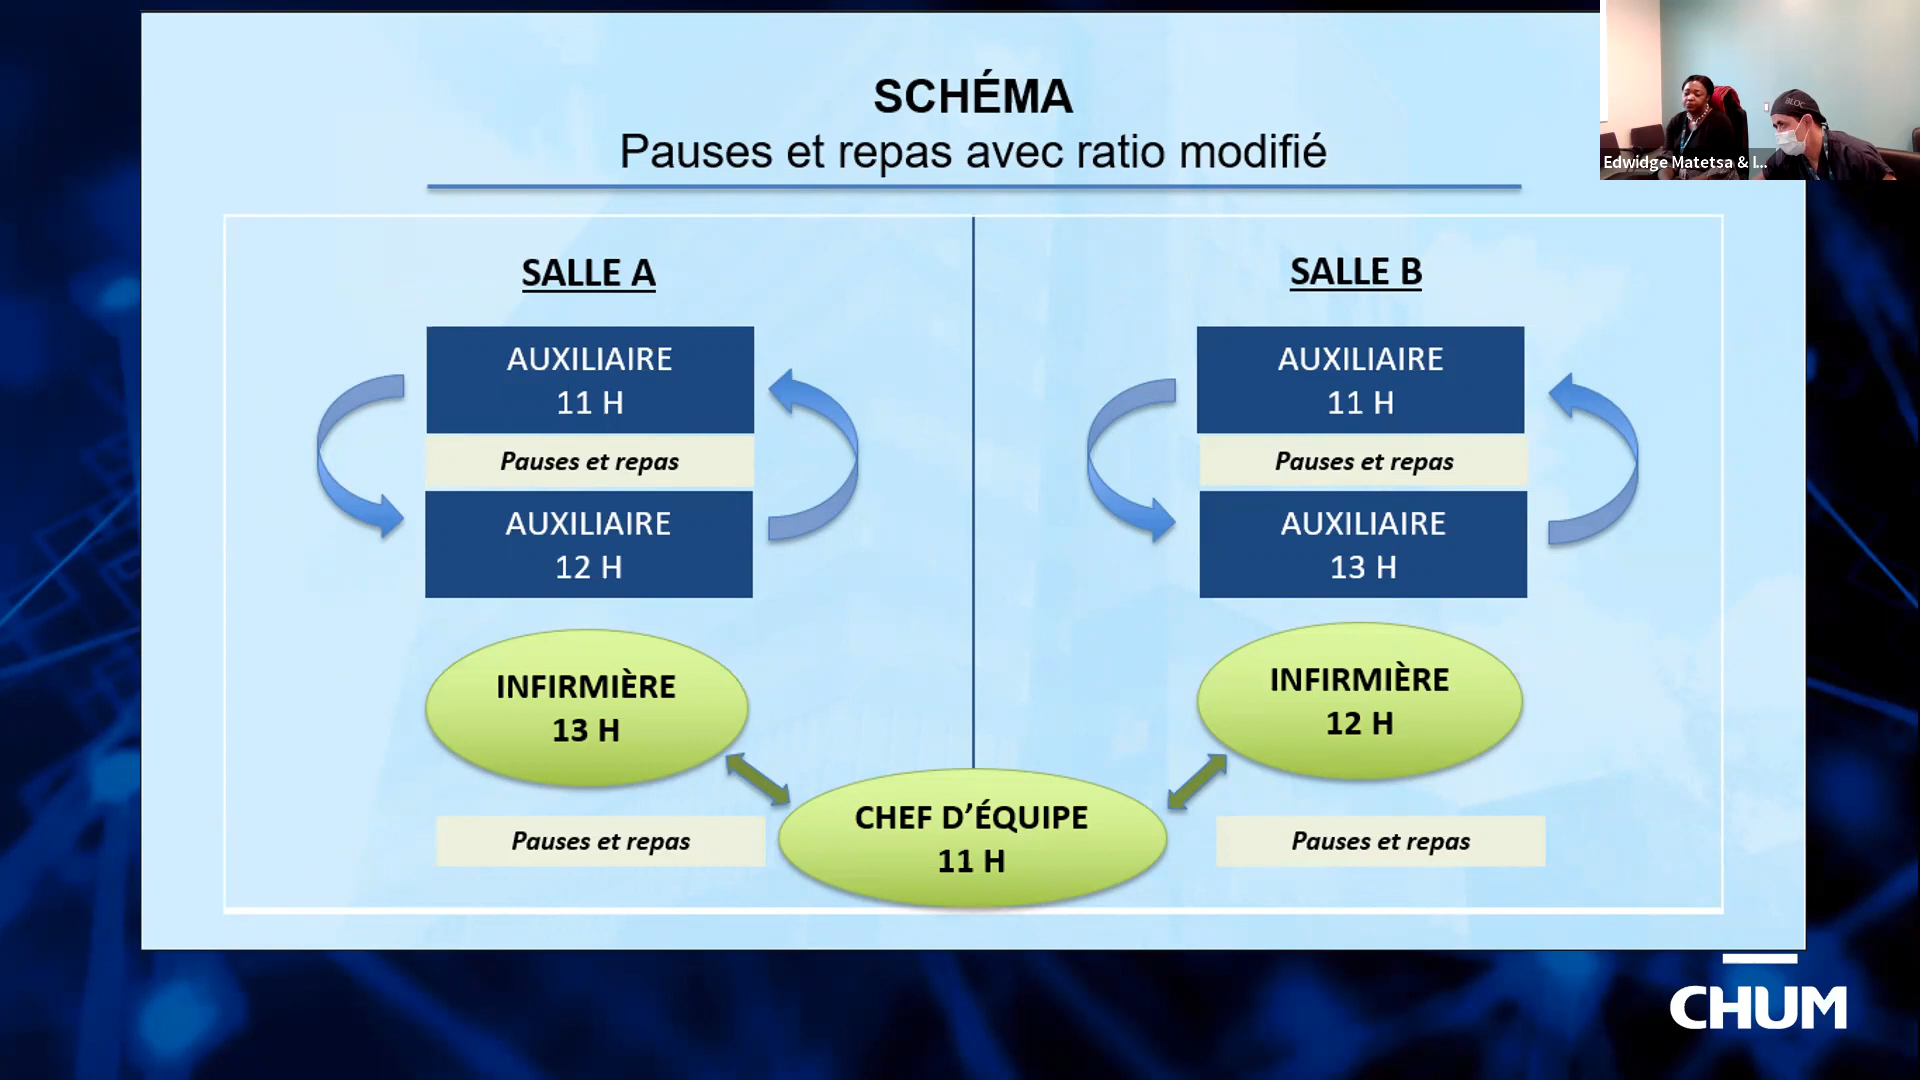 SCHÉMA
Pauses et repas avec ratio modifié
BLOC
Edwidge Matetsa & I...
SALLE A
AUXILIAIRE
11 H
Pauses et repas
AUXILIAIRE
12 H
INFIRMIÈRE
13 H
Pauses et repas
SALLE B
AUXILIAIRE
11 H
Pauses et repas
AUXILIAIRE
13 H
INFIRMIÈRE
12 H
Pauses et repas
CHEF D’ÉQUIPE
11 H
CHUM